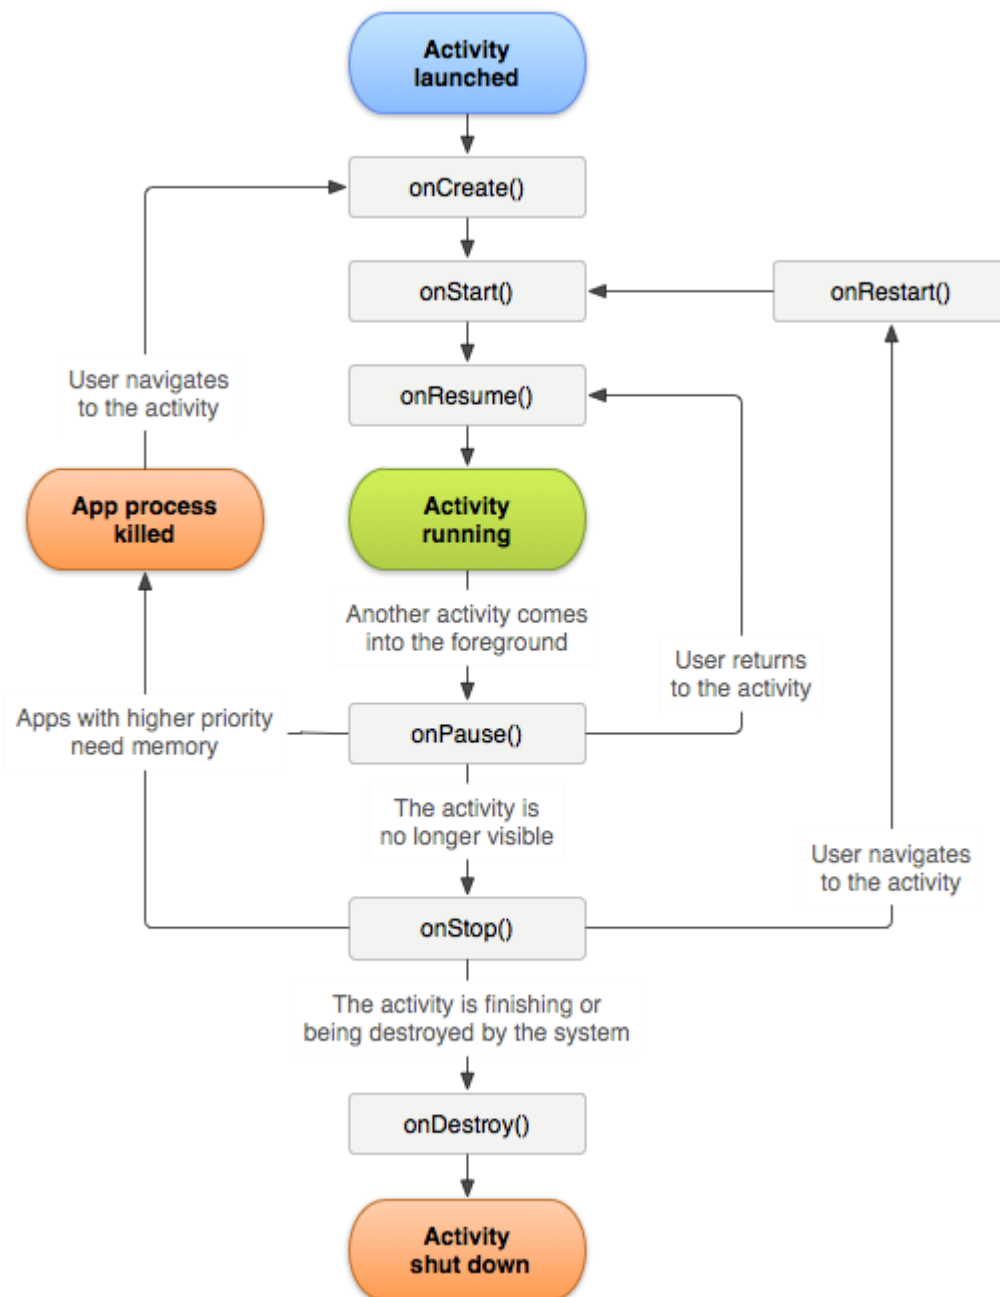 Activity
launched
onCreate()
onStart()
onRestart()
User navigates
to the activity
onResume()
App process
killed
Activity
running
Another activity comes
into the foreground
User returns
to the activity
Apps with higher priority
need memory
onPause()
The activity is
no longer visible
User navigates
to the activity
onStop()
The activity is finishing or
being destroyed by the system
onDestroy()
Activity
shut down